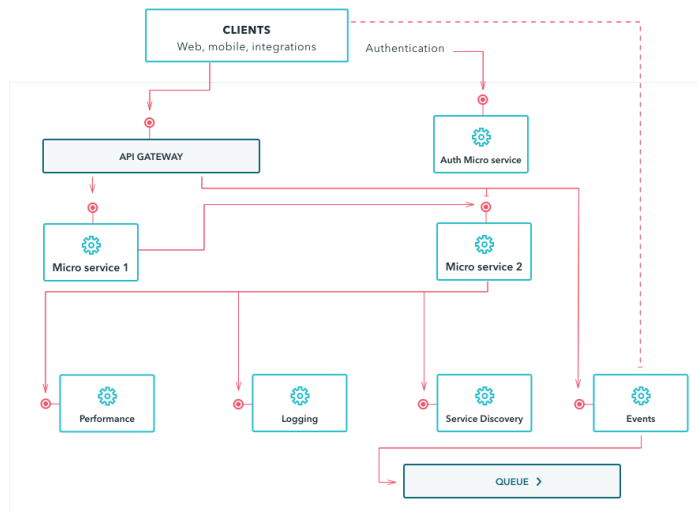 CLIENTS
Web, mobile, integrations
Authentication
API GATEWAY
Auth Micro service
Micro service 1
Micro service 2
Performance
Logging
Service Discovery
Events
QUEUE